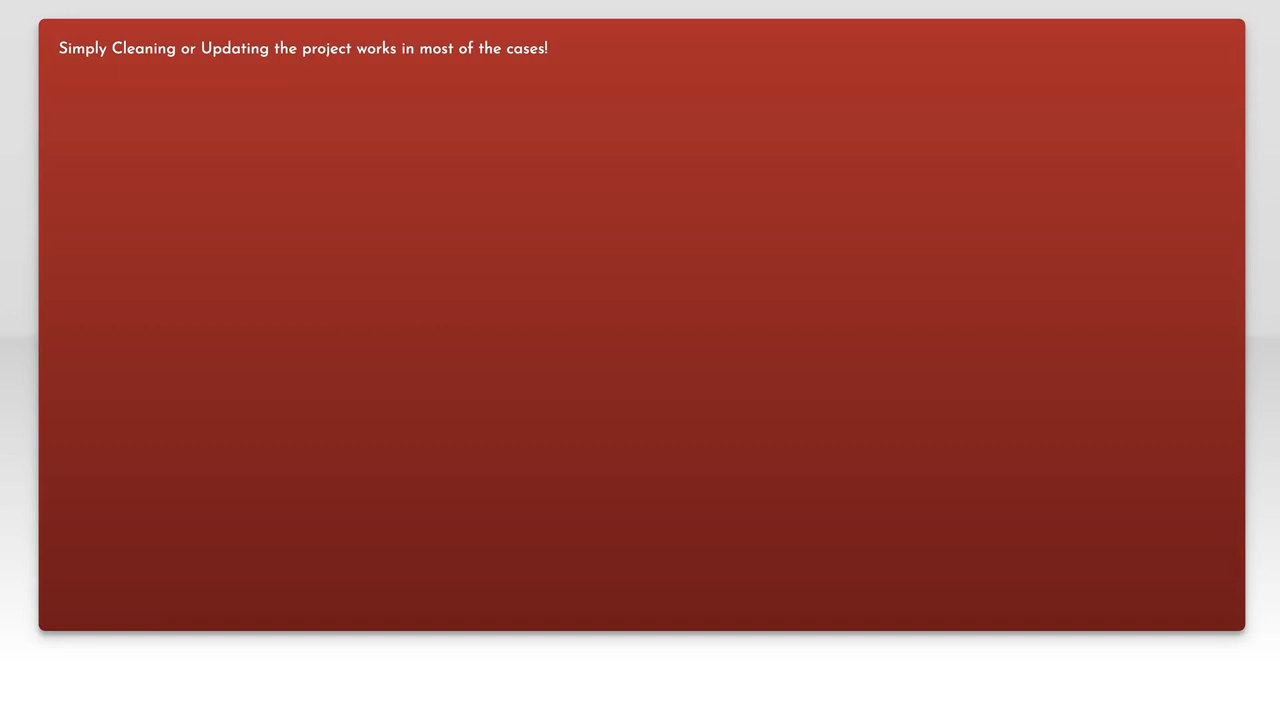 Simply Cleaning or Updating the project works in most of the cases!